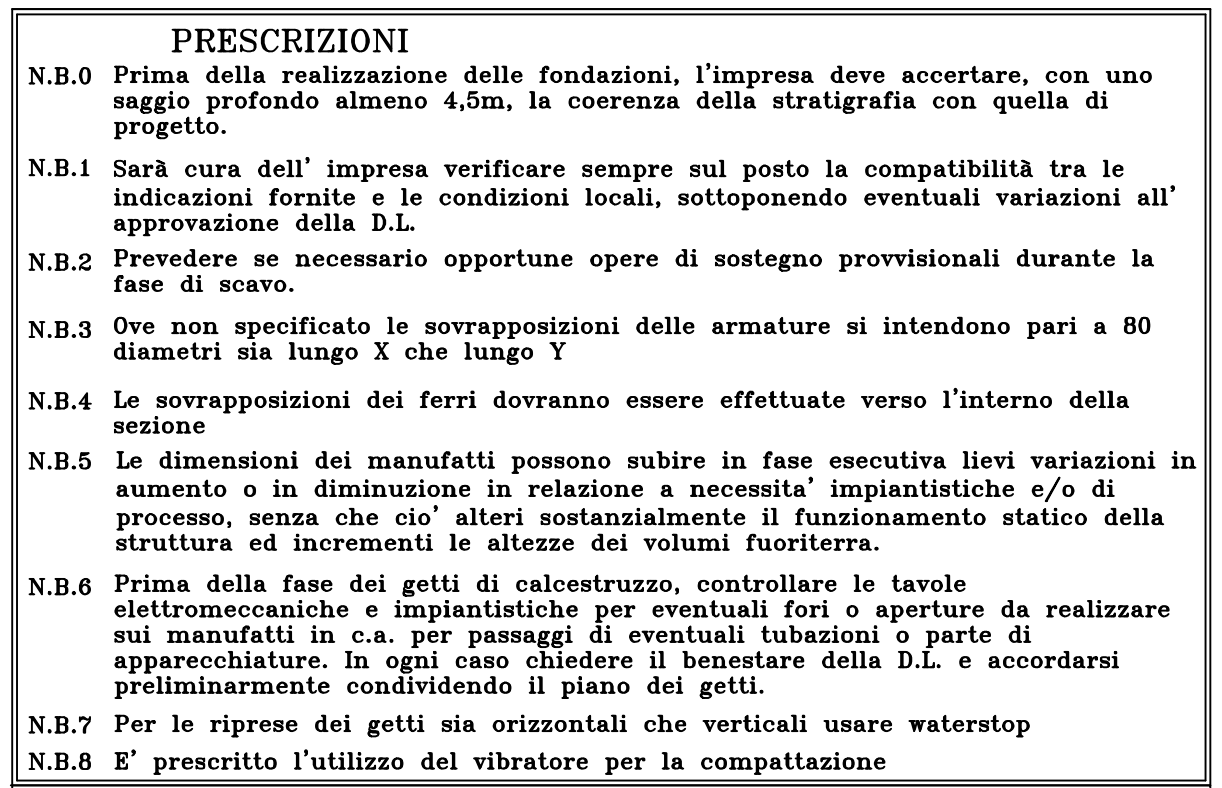 PRESCRIZIONI
N.B.0 Prima della realizzazione delle fondazioni, l'impresa deve accertare, con uno
saggio profondo almeno 4,5m, la coerenza della stratigrafia con quella di
progetto.
N.B.1 Sarà cura dell' impresa verificare sempre sul posto la compatibilità tra le
indicazioni fornite e le condizioni locali, sottoponendo eventuali variazioni all'
approvazione della D.L.
N.B.2 Prevedere se necessario opportune opere di sostegno provvisionali durante la
fase di scavo.
N.B.3 Ove non specificato le sovrapposizioni delle armature si intendono pari a 80
diametri sia lungo X che lungo Y
N.B.4 Le sovrapposizioni dei ferri dovranno essere effettuate verso l'interno della
sezione
N.B.5 Le dimensioni dei manufatti possono subire in fase esecutiva lievi variazioni in
aumento o in diminuzione in relazione a necessita' impiantistiche e/o di
processo, senza che cio' alteri sostanzialmente il funzionamento statico della
struttura ed incrementi le altezze dei volumi fuoriterra.
N.B.6 Prima della fase dei getti di calcestruzzo, controllare le tavole
elettromeccaniche e impiantistiche per eventuali fori o aperture da realizzare
sui manufatti in c.a. per passaggi di eventuali tubazioni o parte di
apparecchiature. In ogni caso chiedere il benestare della D.L. e accordarsi
preliminarmente condividendo il piano dei getti.
N.B.7 Per le riprese dei getti sia orizzontali che verticali usare waterstop
N.B.8 E' prescritto l'utilizzo del vibratore per la compattazione